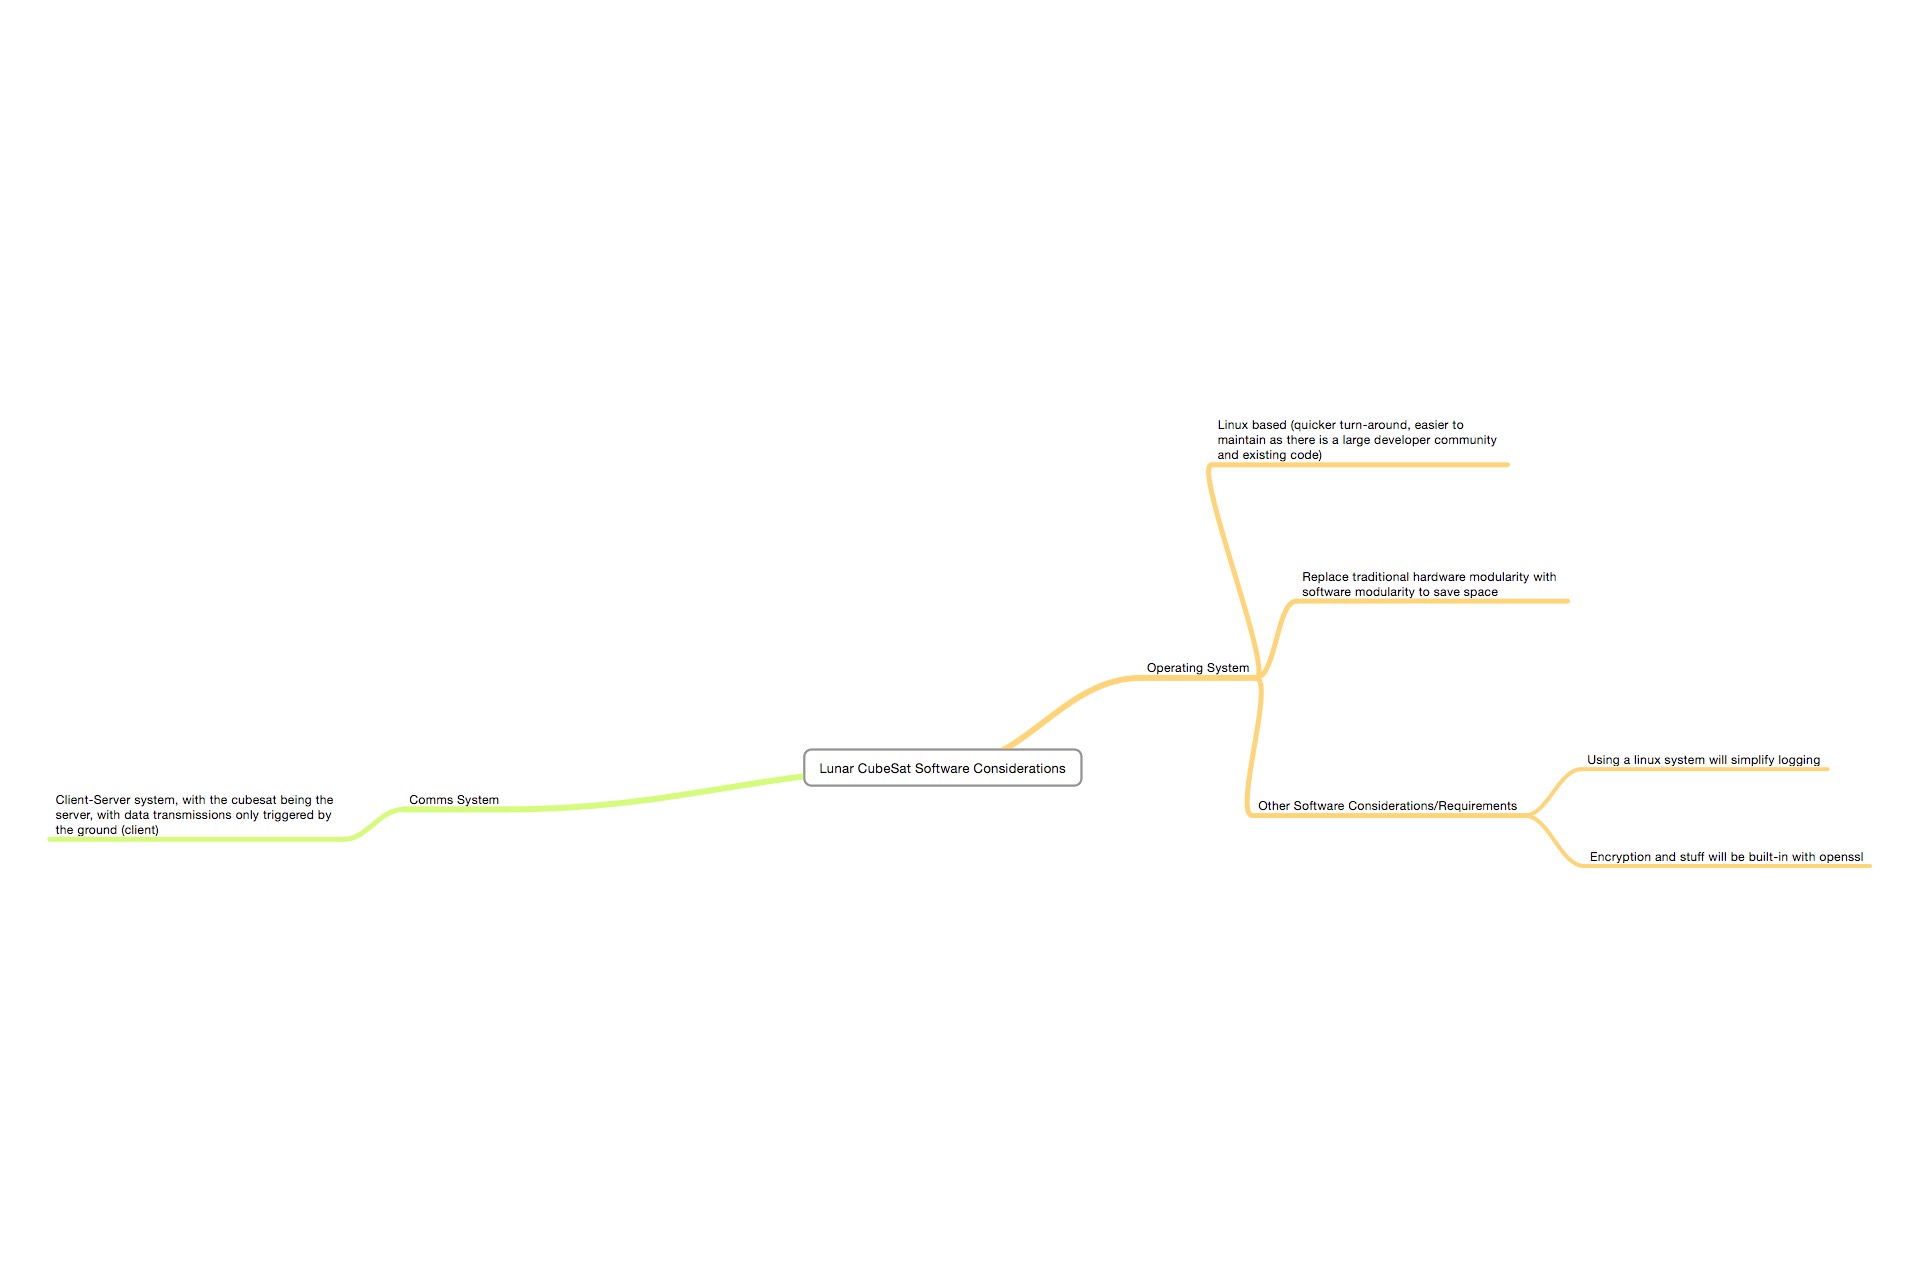 Linux based (quicker turn-around, easier to
maintain as there is a large developer community
and existing code)
Replace traditional hardware modularity with
software modularity to save space
Operating System
Using a linux system will simplify logging
Lunar CubeSat Software Considerations
Client-Server system, with the cubesat being the
server, with data transmissions only triggered by
the ground (client)
Comms System
Other Software Considerations/Requirements
Encryption and stuff will be built-in with openssl